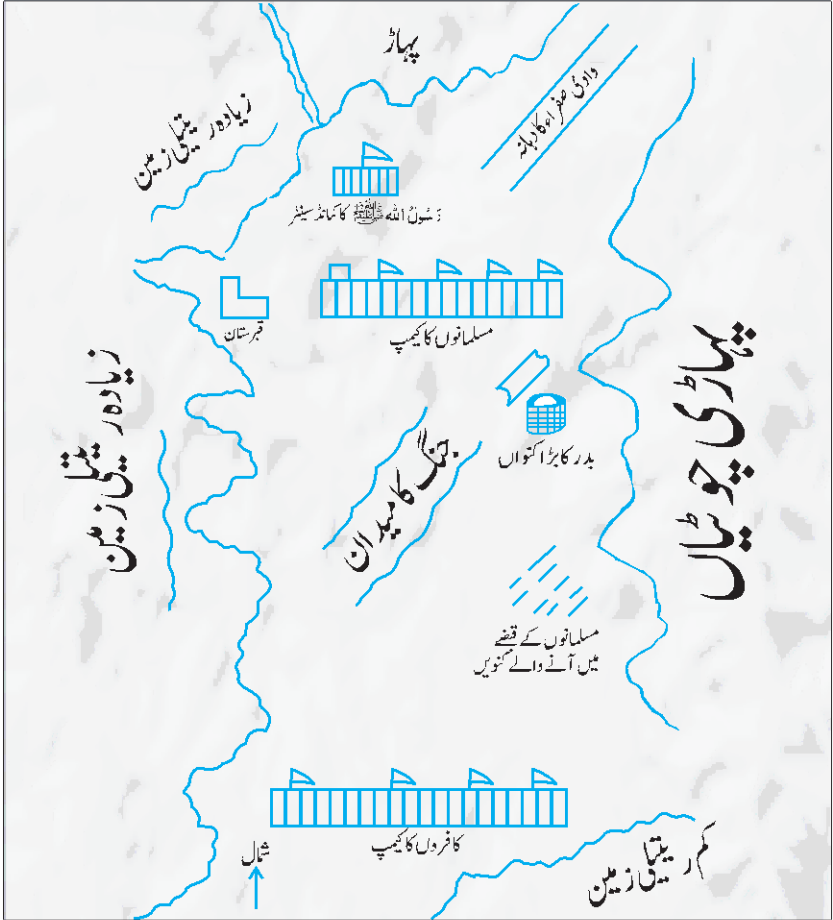 پہاڑ
وادی صفراء کا دہانہ
زیادہ ریتیلی زمین
رَسُولُ اللہ ﷺ کا کمانڈ سینٹر
قبرستان
مسلمانوں کا کیمپ
پہاڑی چوٹیاں
زیادہ ریتیلی زمین
بدر کا بڑا کنواں
جنگ کا میدان
مسلمانوں کے قبضے
میں آنے والے کنویں
کافروں کا کیمپ
شمال
کم ریتیلی زمین